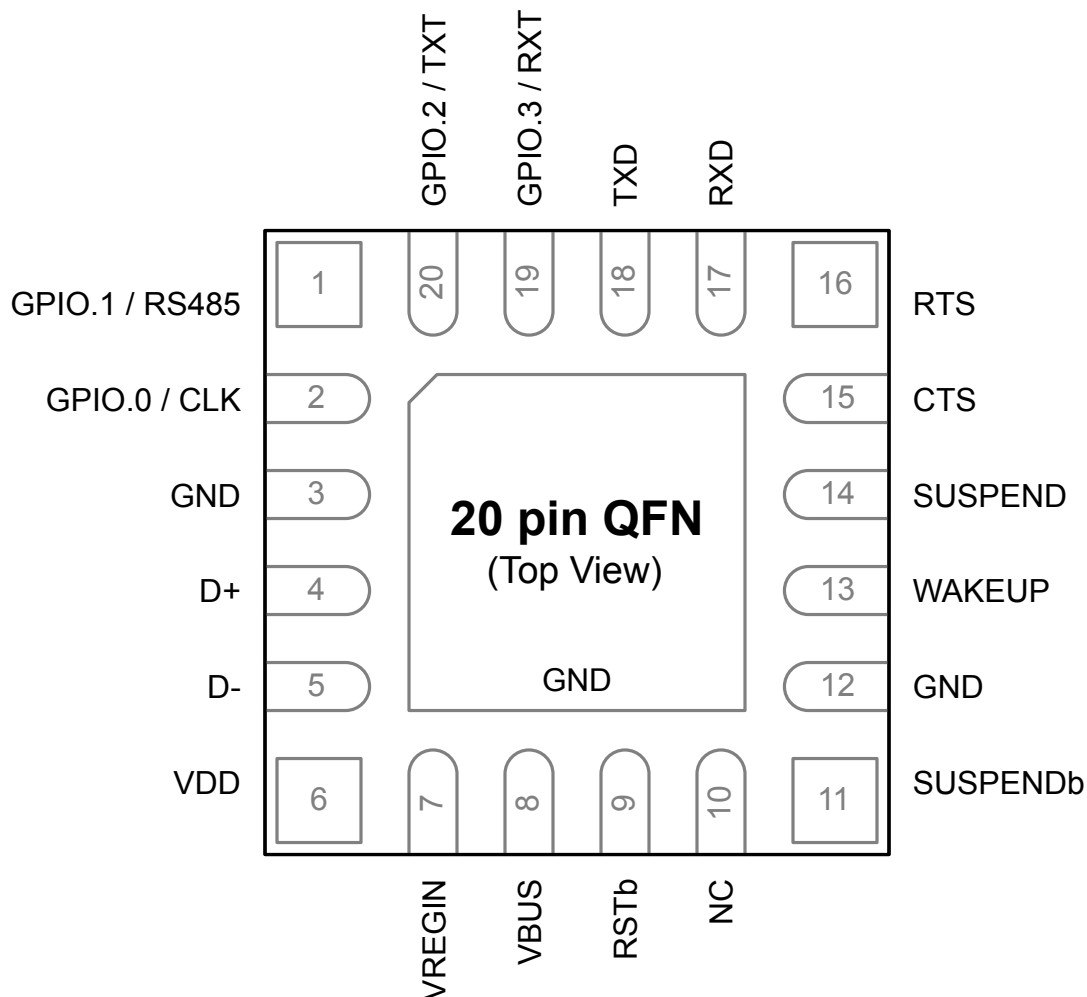 GPIO.2 / TXT
GPIO.3 / RXT
TXD
RXD
20
19
18
17
1
16
GPIO.1 / RS485
RTS
GPIO.0 / CLK
2
15
CTS
GND
3
14
SUSPEND
20 pin QFN
(Top View)
D+
4
13
WAKEUP
D-
5
GND
12
GND
VDD
6
7
8
9
10
11
SUSPENDb
VREGIN
VBUS
RSTb
NC